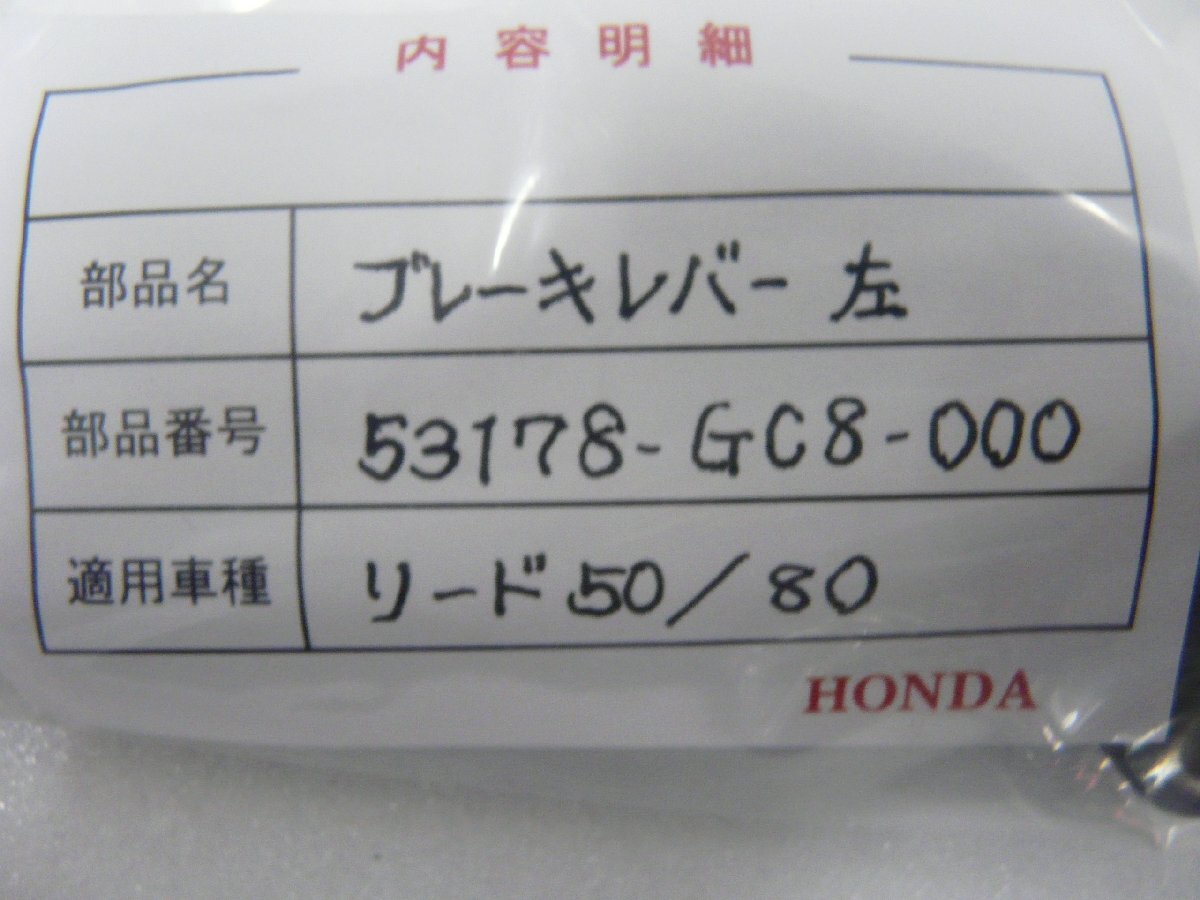 内容明細
部品名 ブレーキレバー 左
部品番号 53178-GC8-000
適用車種 リード50/80
HONDA